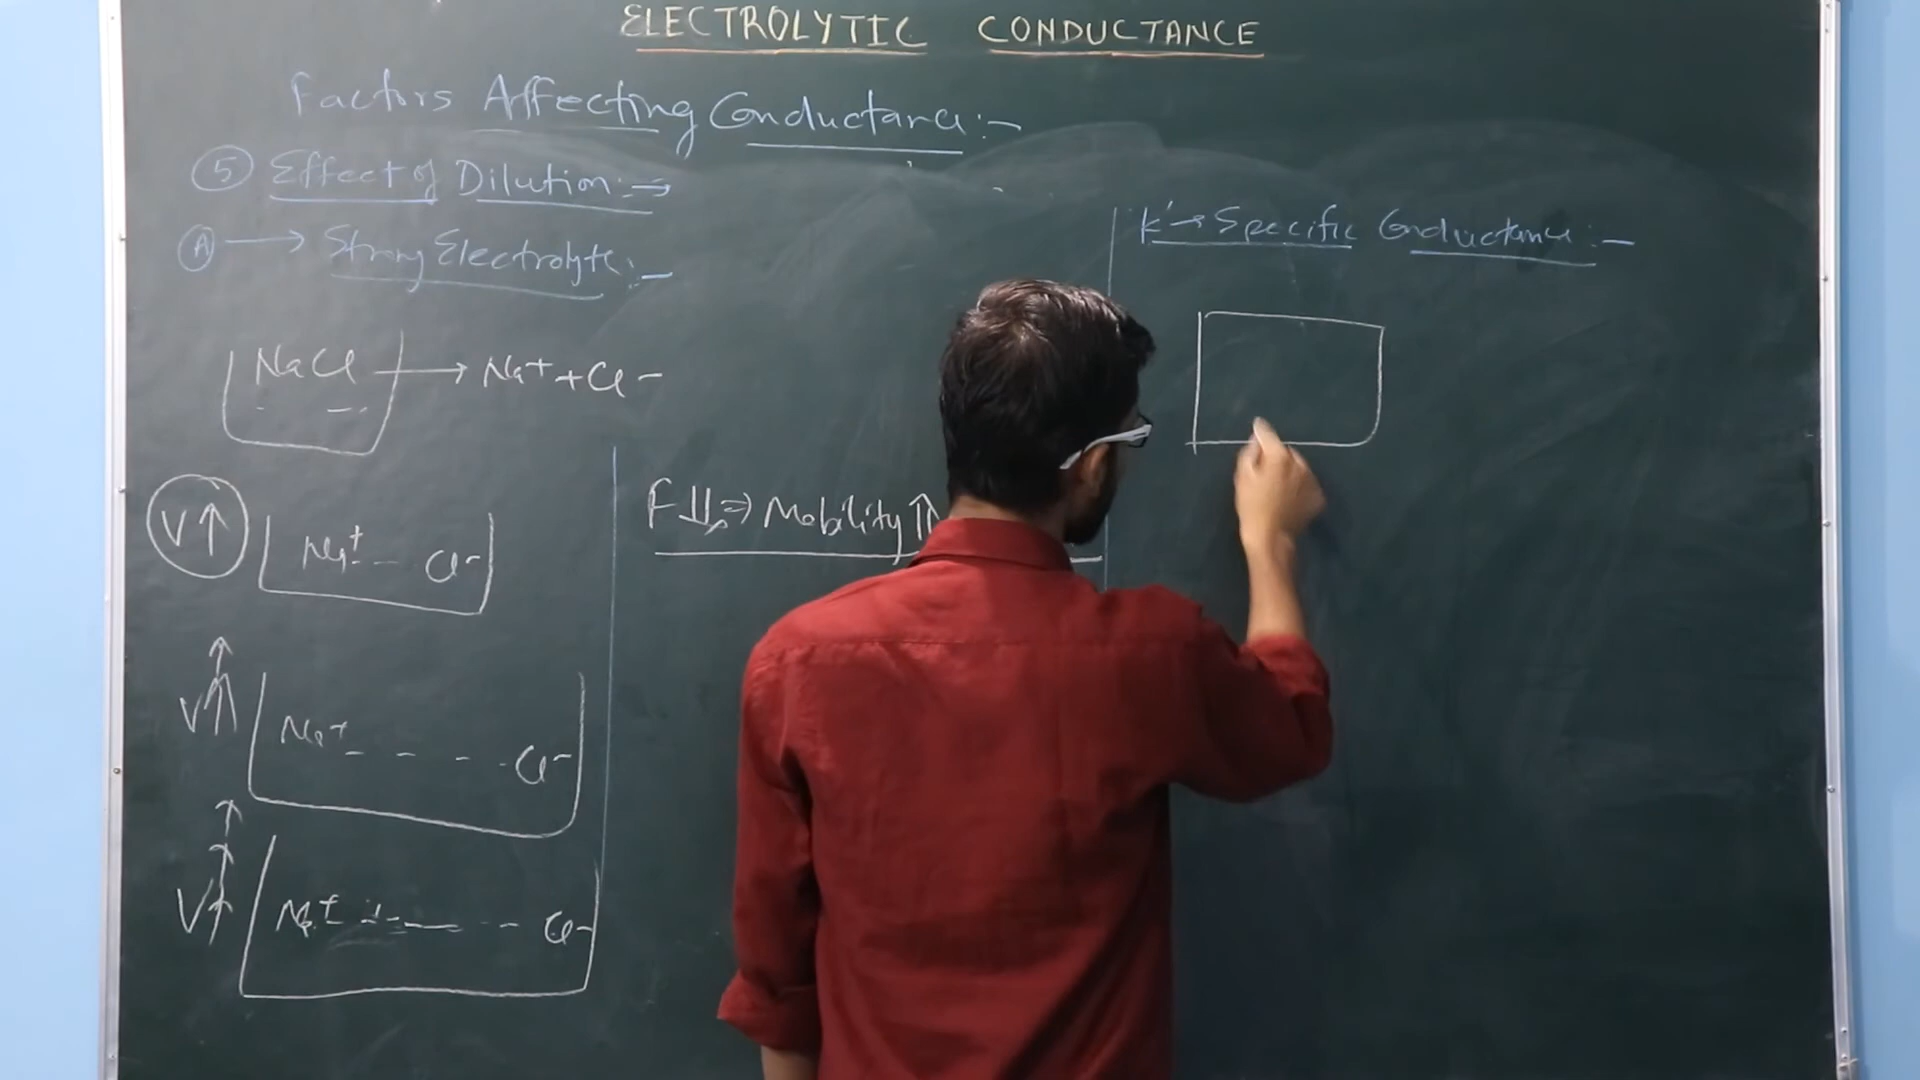 ELECTROLYTIC CONDUCTANCE
Factors Affecting Conductance:-
⑤ Effect of Dilution:→
Ⓐ → Strong Electrolyte:-
NaCl → Na+ + Cl-
V↑ Na+ -- Cl-
F↓↓ => Mobility ↑↑
V↑↑ Na+ - - - - Cl-
V↑↑ Na+ - - - - Cl-
K' → Specific Conductance:-